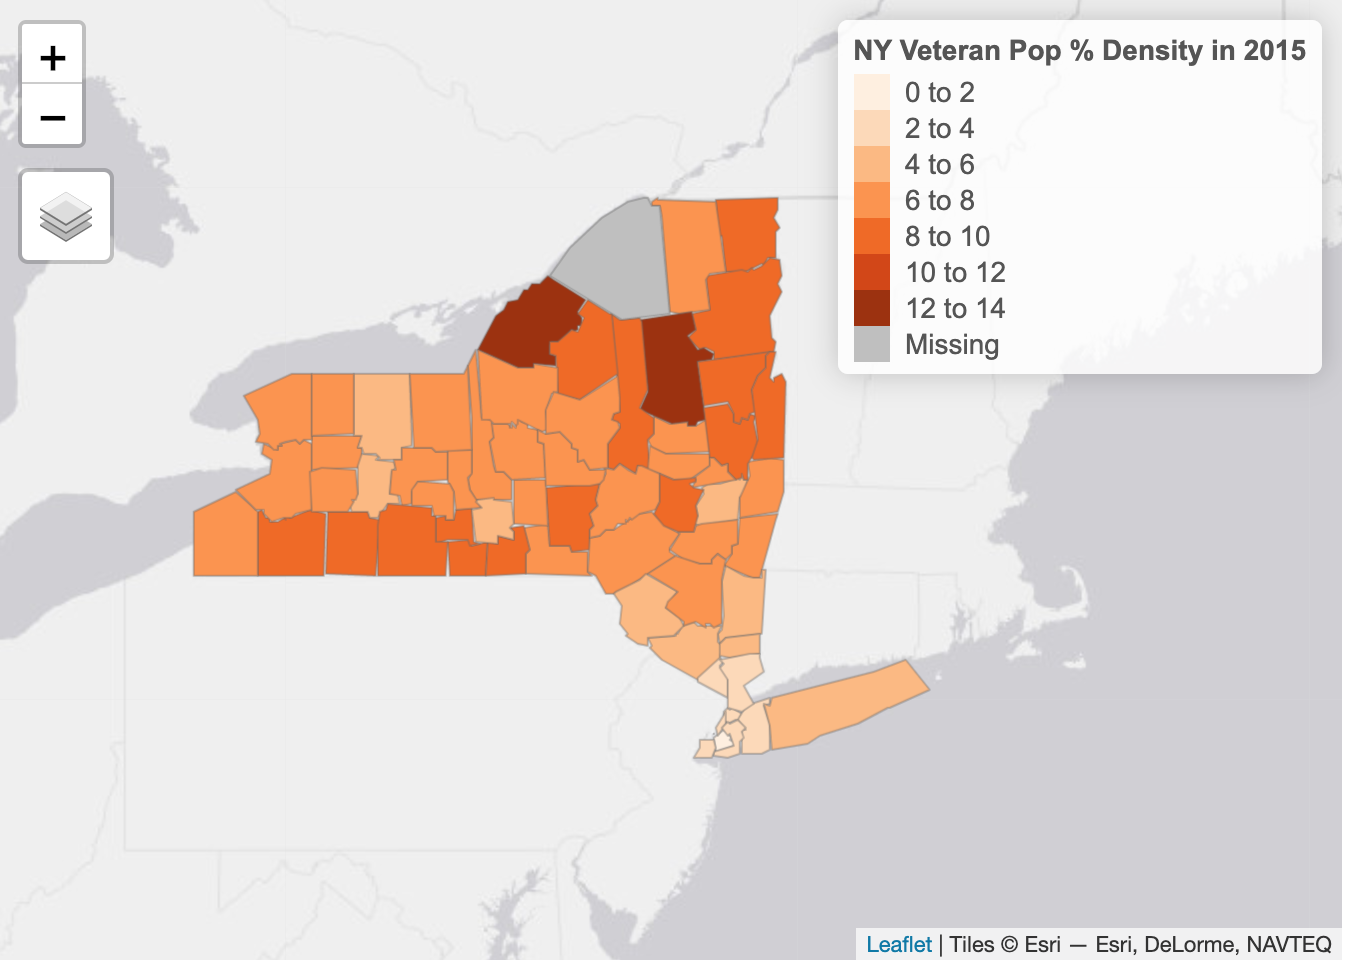 +
−
NY Veteran Pop % Density in 2015
0 to 2
2 to 4
4 to 6
6 to 8
8 to 10
10 to 12
12 to 14
Missing
Leaflet | Tiles © Esri — Esri, DeLorme, NAVTEQ